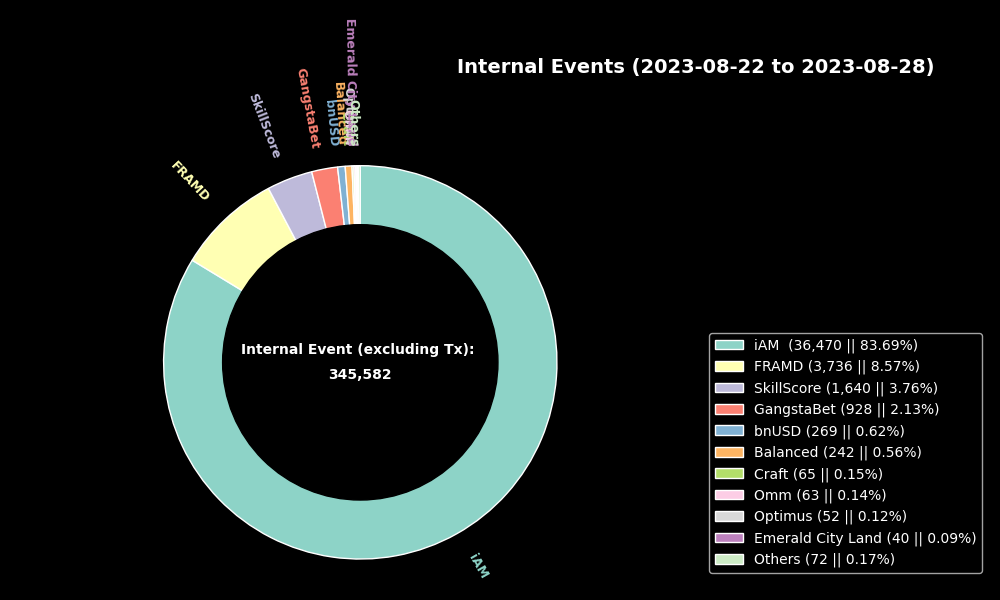 Internal Events (2023-08-22 to 2023-08-28)
Emerald City Land
GangstaBet
SkillScore
bnUSD
Balanced
Others
FRAMD
Internal Event (excluding Tx):
345,582
iAM
iAM (36,470 || 83.69%)
FRAMD (3,736 || 8.57%)
SkillScore (1,640 || 3.76%)
GangstaBet (928 || 2.13%)
bnUSD (269 || 0.62%)
Balanced (242 || 0.56%)
Craft (65 || 0.15%)
Omm (63 || 0.14%)
Optimus (52 || 0.12%)
Emerald City Land (40 || 0.09%)
Others (72 || 0.17%)